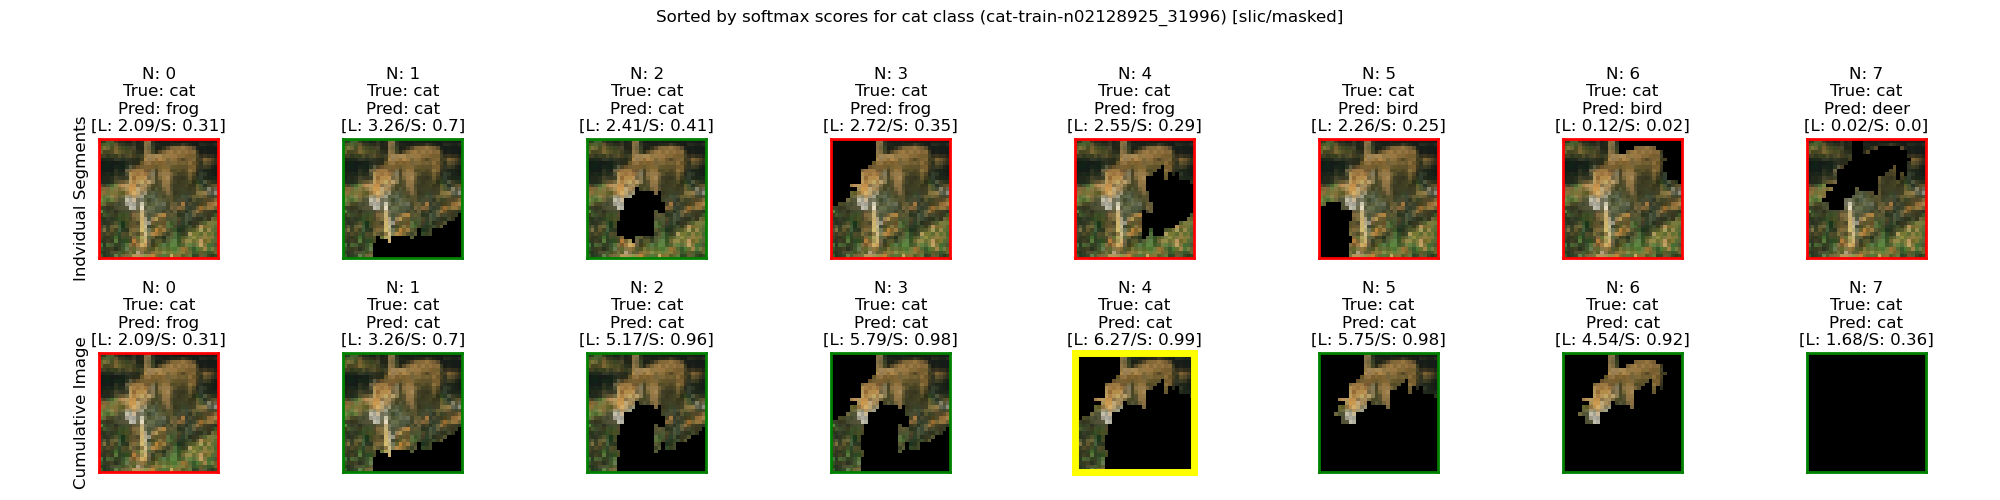 Sorted by softmax scores for cat class (cat-train-n02128925_31996) [slic/masked]
Indvidual Segments
N: 0
True: cat
Pred: frog
[L: 2.09/S: 0.31]
N: 1
True: cat
Pred: cat
[L: 3.26/S: 0.7]
N: 2
True: cat
Pred: cat
[L: 2.41/S: 0.41]
N: 3
True: cat
Pred: frog
[L: 2.72/S: 0.35]
N: 4
True: cat
Pred: frog
[L: 2.55/S: 0.29]
N: 5
True: cat
Pred: bird
[L: 2.26/S: 0.25]
N: 6
True: cat
Pred: bird
[L: 0.12/S: 0.02]
N: 7
True: cat
Pred: deer
[L: 0.02/S: 0.0]
Cumulative Image
N: 0
True: cat
Pred: frog
[L: 2.09/S: 0.31]
N: 1
True: cat
Pred: cat
[L: 3.26/S: 0.7]
N: 2
True: cat
Pred: cat
[L: 5.17/S: 0.96]
N: 3
True: cat
Pred: cat
[L: 5.79/S: 0.98]
N: 4
True: cat
Pred: cat
[L: 6.27/S: 0.99]
N: 5
True: cat
Pred: cat
[L: 5.75/S: 0.98]
N: 6
True: cat
Pred: cat
[L: 4.54/S: 0.92]
N: 7
True: cat
Pred: cat
[L: 1.68/S: 0.36]